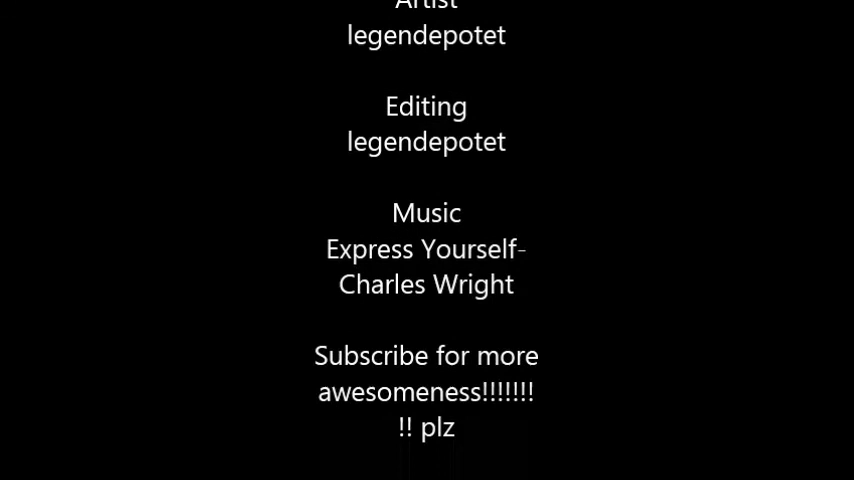 Artist
legendepotet
Editing
legendepotet
Music
Express Yourself-
Charles Wright
Subscribe for more
awesomeness!!!!!!!
!! plz